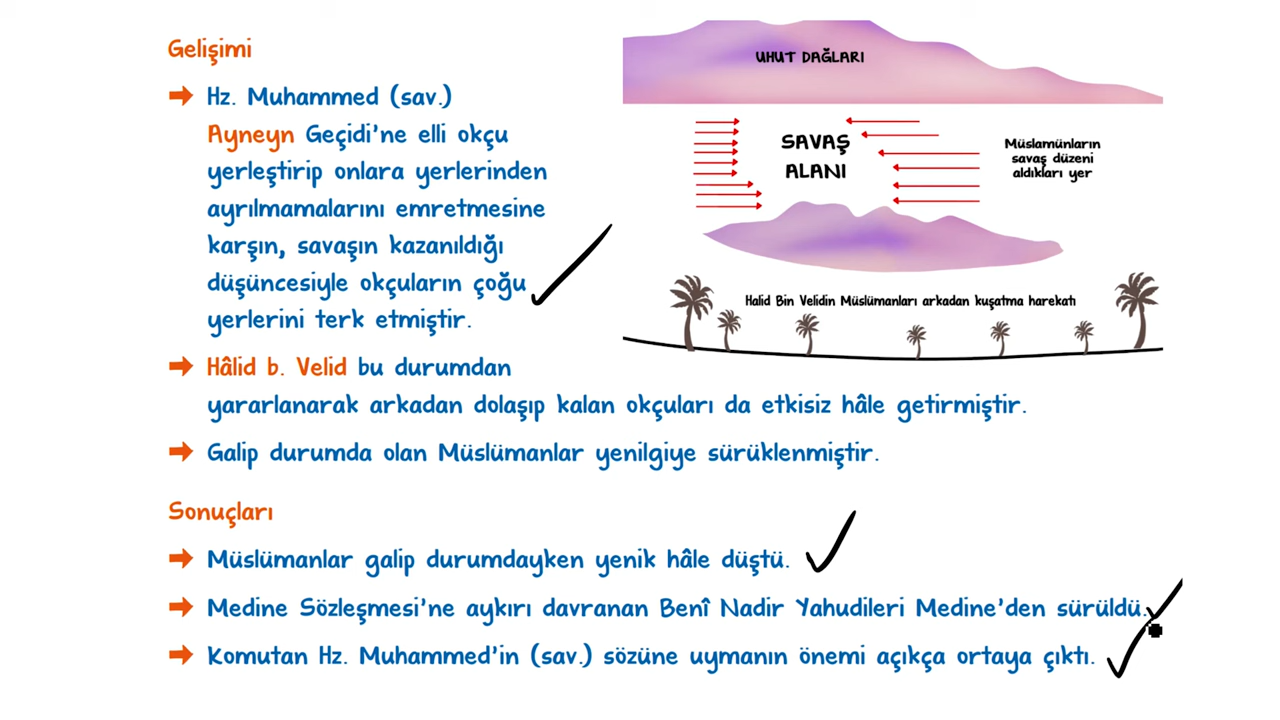 Gelişimi
Hz. Muhammed (sav.)
Ayneyn Geçidi'ne elli okçu
yerleştirip onlara yerlerinden
ayrılmamalarını emretmesine
karşın, savaşın kazanıldığı
düşüncesiyle okçuların çoğu
yerlerini terk etmiştir.
Hâlid b. Velid bu durumdan
yararlanarak arkadan dolaşıp kalan okçuları da etkisiz hâle getirmiştir.
Galip durumda olan Müslümanlar yenilgiye sürüklenmiştir.
UHUT DAĞLARI
SAVAŞ
ALANI
Müslamünların
savaş düzeni
aldıkları yer
Halid Bin Velidin Müslümanları arkadan kuşatma harekatı
Sonuçları
Müslümanlar galip durumdayken yenik hâle düştü.
Medine Sözleşmesi'ne aykırı davranan Benî Nadir Yahudileri Medine'den sürüldü.
Komutan Hz. Muhammed'in (sav.) sözüne uymanın önemi açıkça ortaya çıktı.